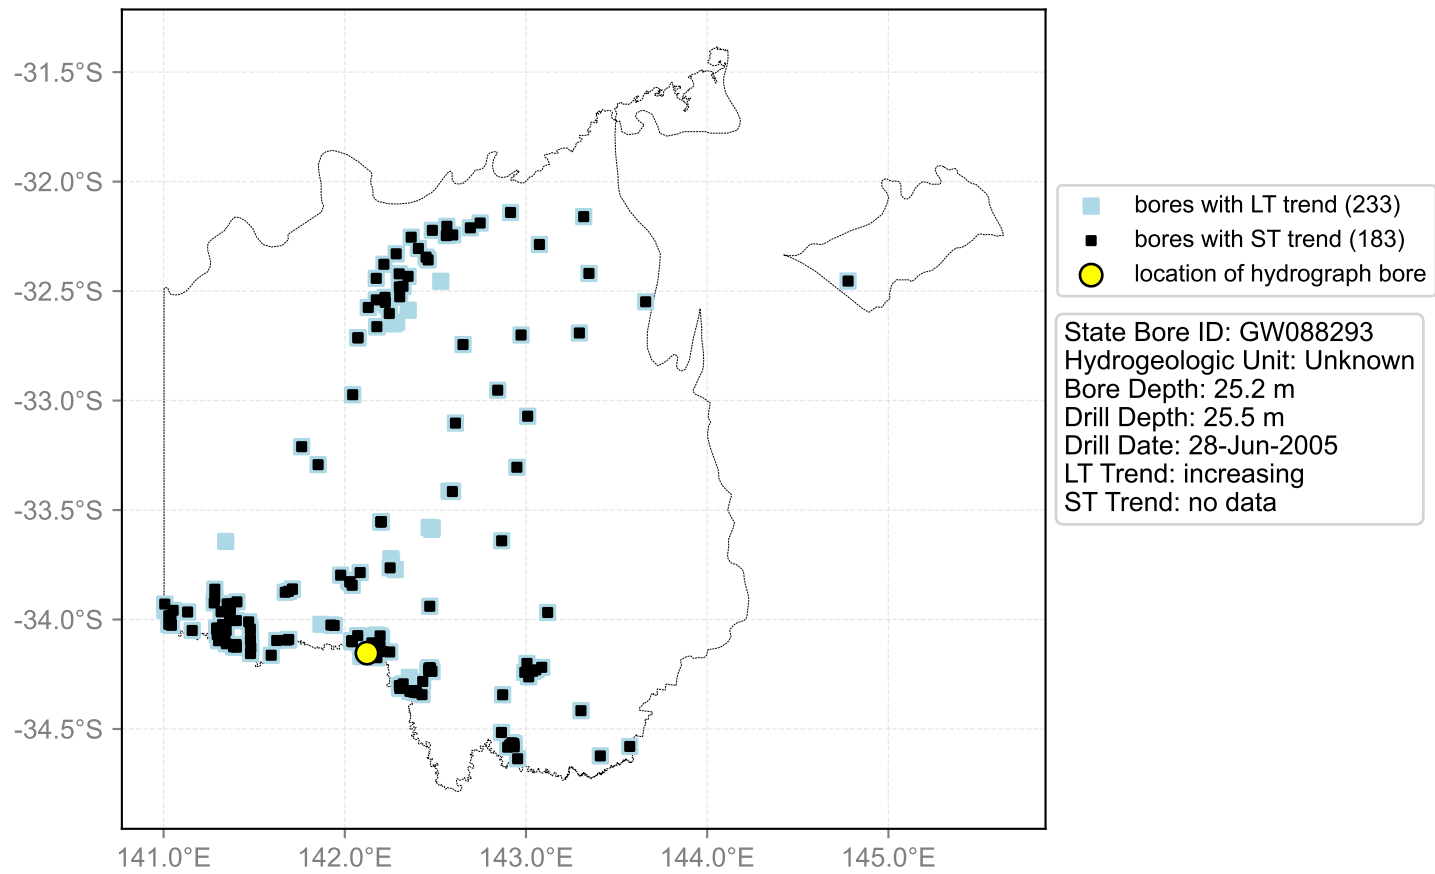 -31.5°S
-32.0°S
-32.5°S
-33.0°S
-33.5°S
-34.0°S
-34.5°S
141.0°E
142.0°E
143.0°E
144.0°E
145.0°E
bores with LT trend (233)
bores with ST trend (183)
location of hydrograph bore
State Bore ID: GW088293
Hydrogeologic Unit: Unknown
Bore Depth: 25.2 m
Drill Depth: 25.5 m
Drill Date: 28-Jun-2005
LT Trend: increasing
ST Trend: no data